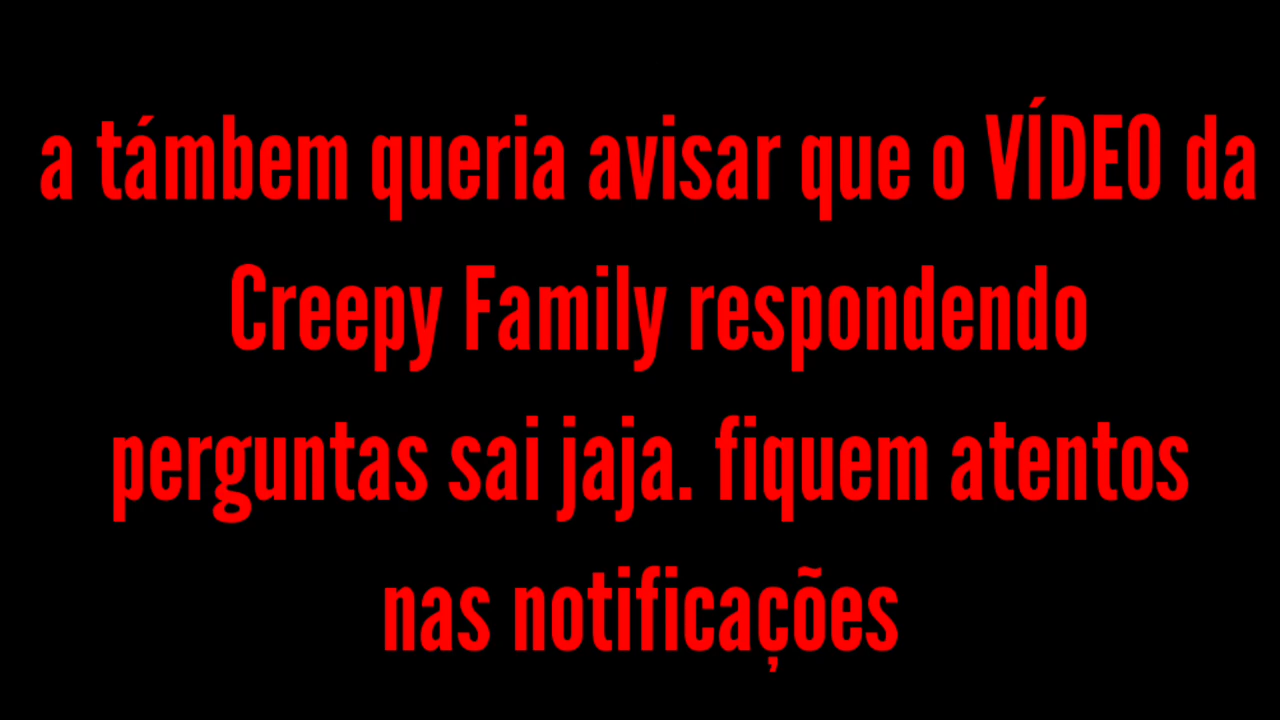 a támbem queria avisar que o VÍDEO da
Creepy Family respondendo
perguntas sai jaja. fiquem atentos
nas notificações